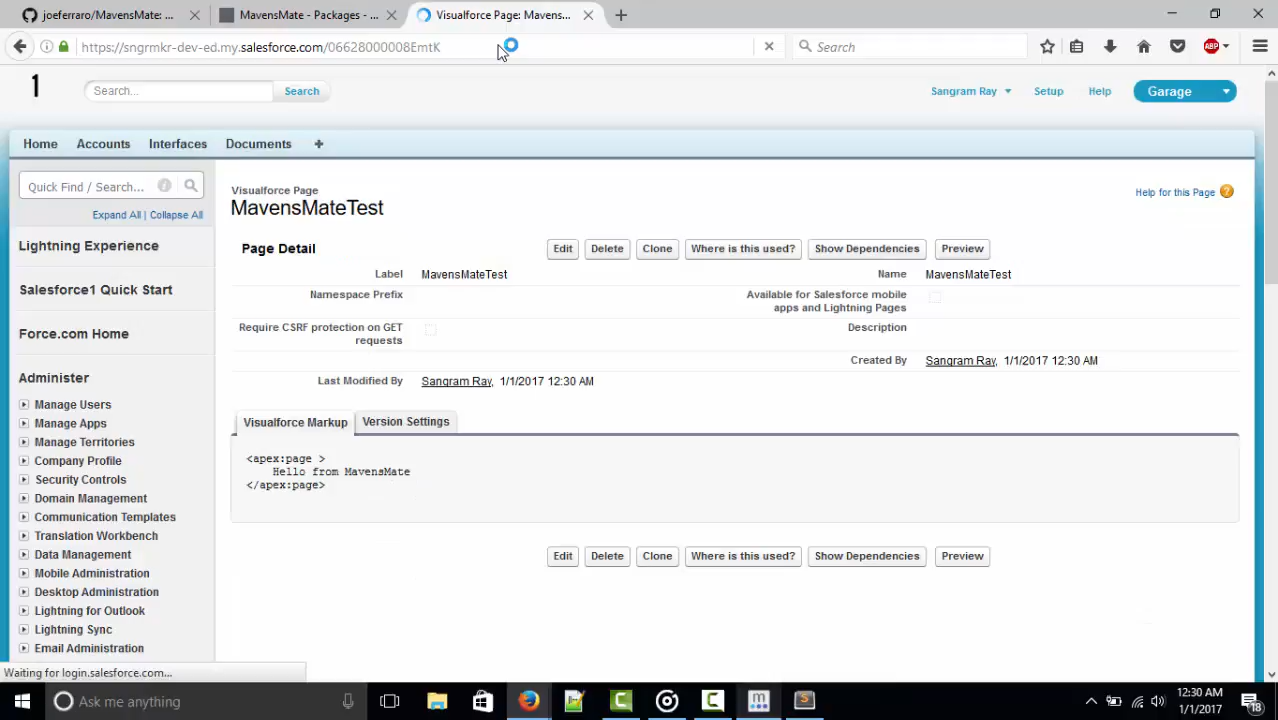 joeferraro/MavensMate: ...
MavensMate - Packages - ...
Visualforce Page: Mavens...
https://sngrmkr-dev-ed.my.salesforce.com/06628000008EmtK
Search
ABP
1
Search...
Search
Sangram Ray
Setup
Help
Garage
Home
Accounts
Interfaces
Documents
+
Quick Find / Search...
Expand All | Collapse All
Lightning Experience
Salesforce1 Quick Start
Force.com Home
Administer
Manage Users
Manage Apps
Manage Territories
Company Profile
Security Controls
Domain Management
Communication Templates
Translation Workbench
Data Management
Mobile Administration
Desktop Administration
Lightning for Outlook
Lightning Sync
Email Administration
Visualforce Page
MavensMateTest
Help for this Page ?
Page Detail
Edit
Delete
Clone
Where is this used?
Show Dependencies
Preview
Label MavensMateTest
Name MavensMateTest
Namespace Prefix
Available for Salesforce mobile
apps and Lightning Pages
Require CSRF protection on GET
requests
Description
Created By Sangram Ray, 1/1/2017 12:30 AM
Last Modified By Sangram Ray, 1/1/2017 12:30 AM
Visualforce Markup
Version Settings
<apex:page >
Hello from MavensMate
</apex:page>
Edit
Delete
Clone
Where is this used?
Show Dependencies
Preview
Waiting for login.salesforce.com...
Ask me anything
12:30 AM
1/1/2017
18